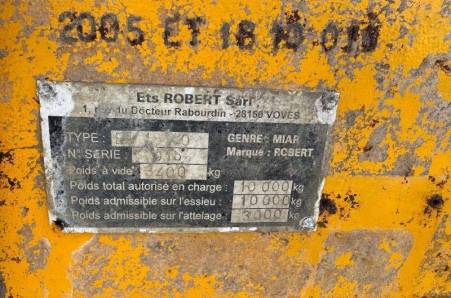 2005 ET 18 10 010
Ets ROBERT Sarl
1, rue du Docteur Rabourdin - 28150 VOVES
TYPE :
GENRE : MIAR
N° SERIE :
Marque : ROBERT
Poids à vide : 3400 kg
Poids total autorisé en charge : 10 000 kg
Poids admissible sur l'essieu : 10 000 kg
Poids admissible sur l'attelage : 3000 kg